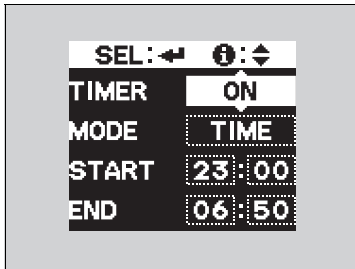 SEL:↵ ℹ:♦
TIMER ON
MODE TIME
START 23:00
END 06:50